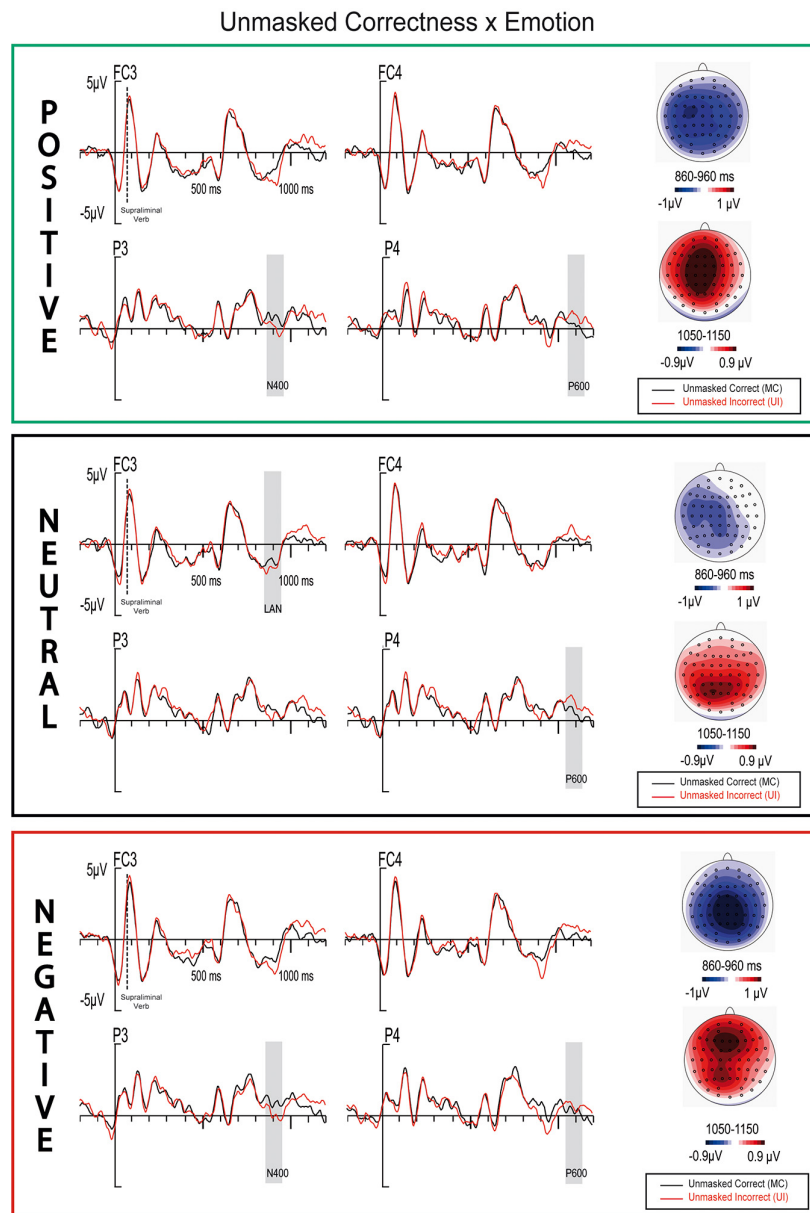 Unmasked Correctness x Emotion
POSITIVE
FC3
5µV
-5µV
500 ms
1000 ms
Supraliminal
Verb
FC4
P3
N400
P4
P600
860-960 ms
-1µV
1 µV
1050-1150
-0.9µV
0.9 µV
Unmasked Correct (MC)
Unmasked Incorrect (UI)
NEUTRAL
FC3
5µV
-5µV
500 ms
1000 ms
Supraliminal
Verb
LAN
FC4
P3
P4
P600
860-960 ms
-1µV
1 µV
1050-1150
-0.9µV
0.9 µV
Unmasked Correct (MC)
Unmasked Incorrect (UI)
NEGATIVE
FC3
5µV
-5µV
500 ms
1000 ms
Supraliminal
Verb
FC4
P3
N400
P4
P600
860-960 ms
-1µV
1 µV
1050-1150
-0.9µV
0.9 µV
Unmasked Correct (MC)
Unmasked Incorrect (UI)